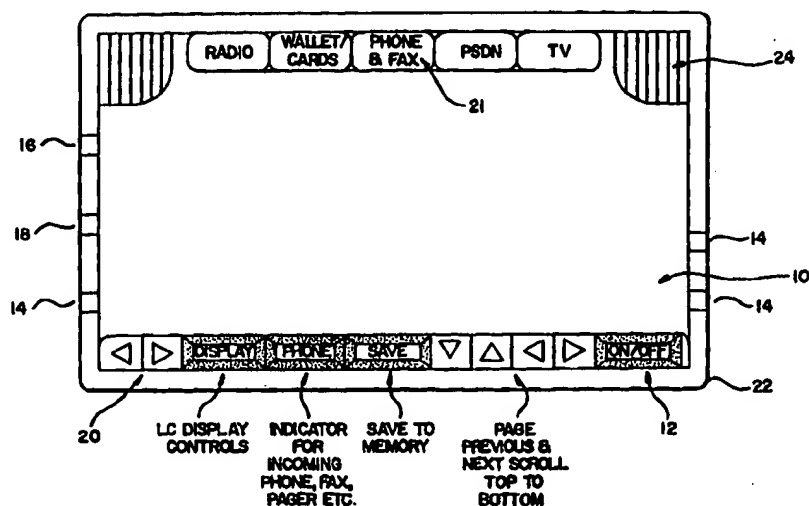 RADIO
WALLET/
CARDS
PHONE
& FAX
PSDN
TV
24
21
16
18
14
14
10
14
DISPLAY
PHONE
SAVE
ON/OFF
22
20
LC DISPLAY
CONTROLS
INDICATOR
FOR
INCOMING
PHONE, FAX,
PAGER ETC.
SAVE TO
MEMORY
PAGE
PREVIOUS &
NEXT SCROLL
TOP TO
BOTTOM
12